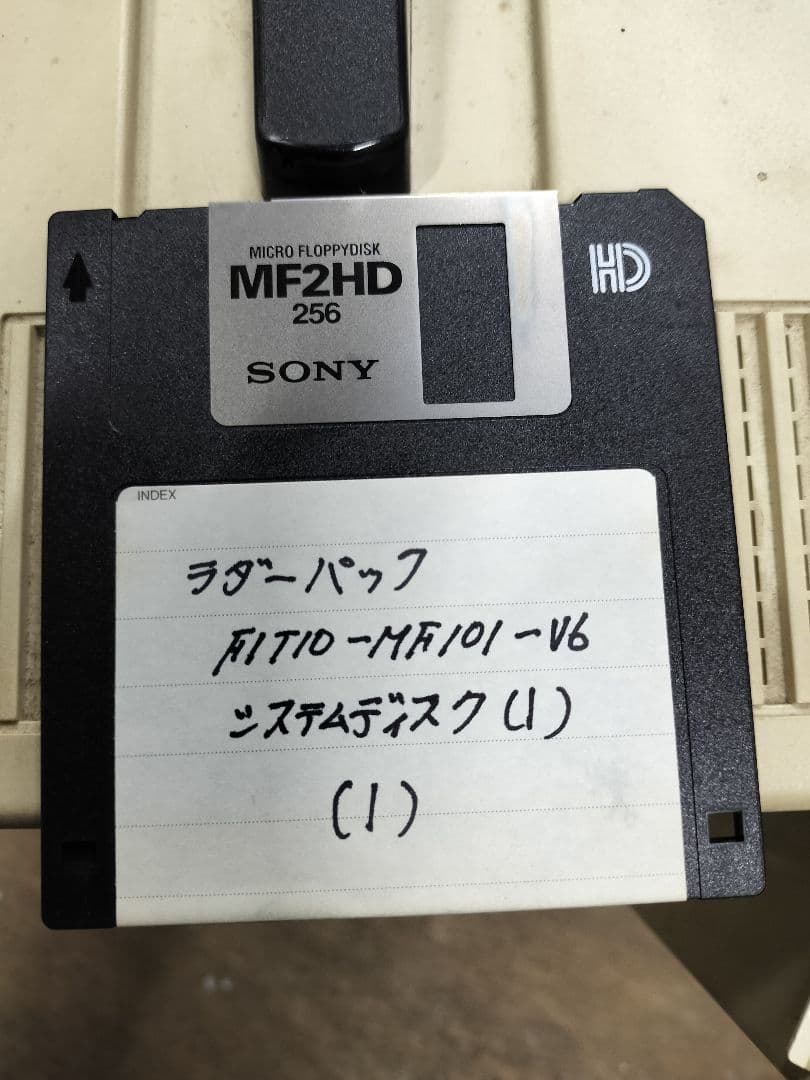 MICRO FLOPPYDISK
MF2HD
256
SONY
HD
INDEX
ラダーパック
F1T10-MF101-V6
システムディスク(1)
(1)